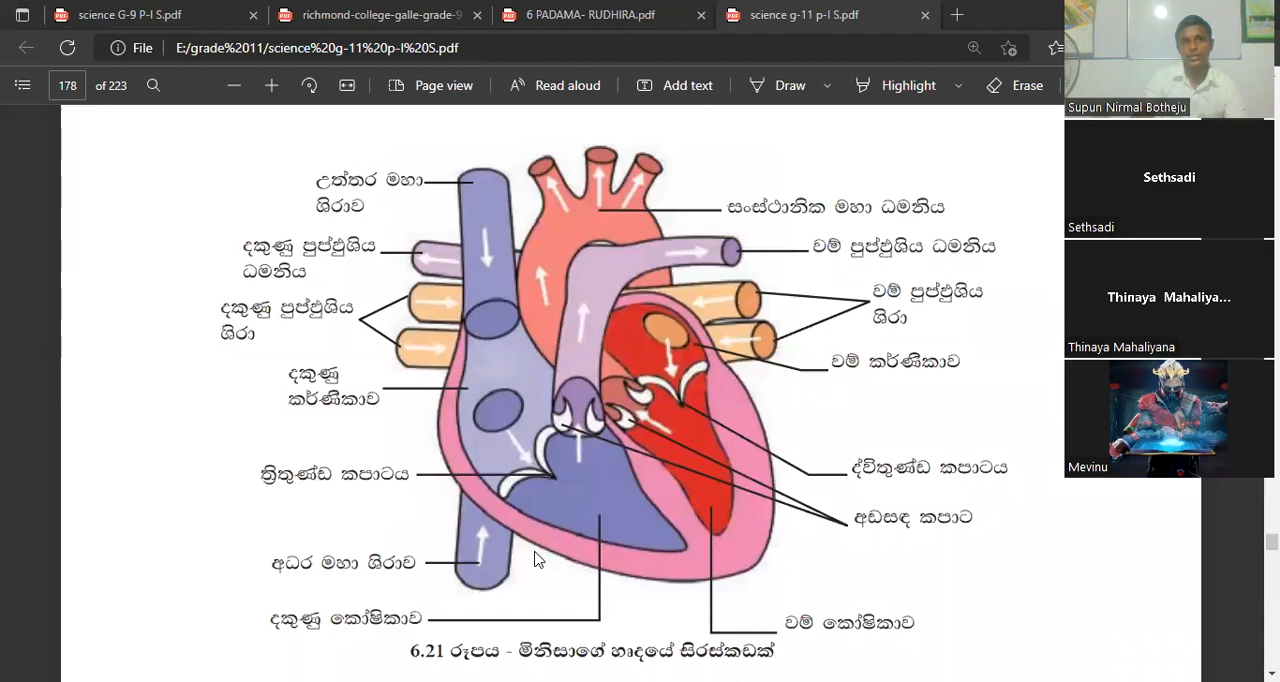 science G-9 P-I S.pdf
richmond-college-galle-grade-9
6 PADAMA- RUDHIRA.pdf
science g-11 p-I S.pdf
File
E:/grade%2011/science%20g-11%20p-I%20S.pdf
178
of 223
Page view
Read aloud
Add text
Draw
Highlight
Erase
Supun Nirmal Botheju
Sethsadi
Sethsadi
Thinaya Mahaliya...
Thinaya Mahaliyana
Mevinu
උත්තර මහා
ශිරාව
සංස්ථානික මහා ධමනිය
දකුණු පුප්ඵුශිය
ධමනිය
වම් පුප්ඵුශිය ධමනිය
දකුණු පුප්ඵුශිය
ශිරා
වම් පුප්ඵුශිය
ශිරා
වම් කර්ණිකාව
දකුණු
කර්ණිකාව
ත්‍රිතුණ්ඩ කපාටය
ද්විතුණ්ඩ කපාටය
අඩසඳ කපාට
අධර මහා ශිරාව
දකුණු කෝෂිකාව
වම් කෝෂිකාව
6.21 රූපය - මිනිසාගේ හෘදයේ සිරස්කඩක්